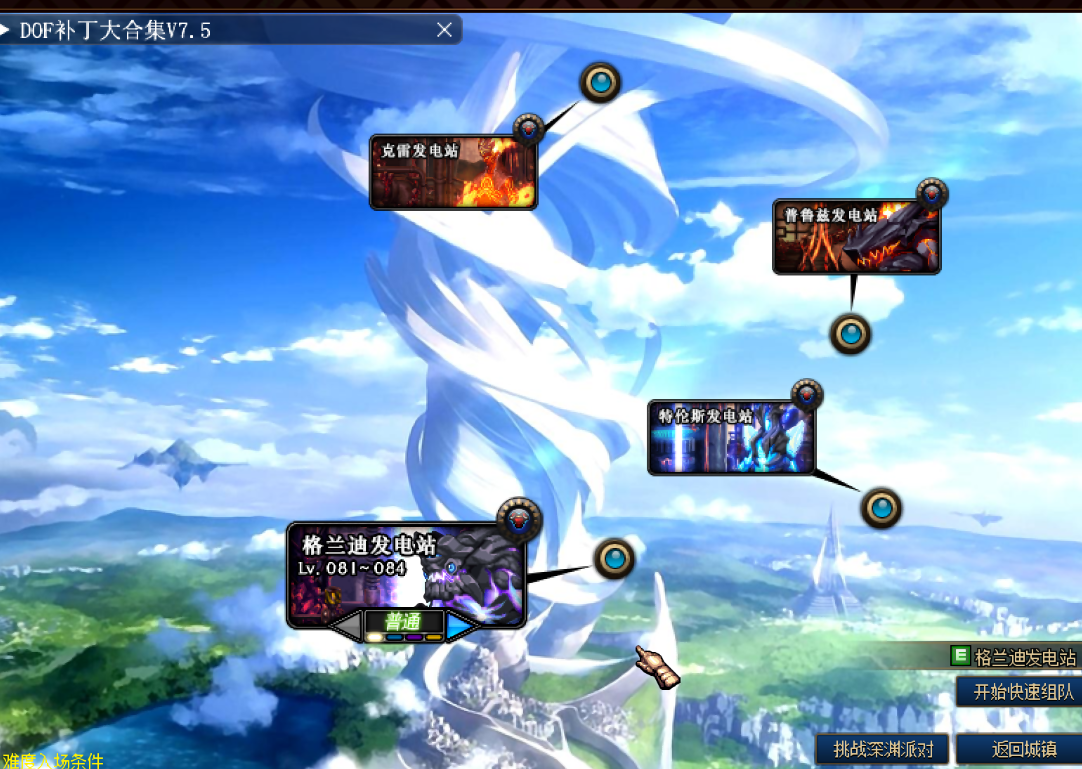 DOF补丁大合集V7.5
克雷发电站
普鲁兹发电站
特伦斯发电站
格兰迪发电站
Lv. 081~084
普通
E 格兰迪发电站
开始快速组队
挑战深渊派对
返回城镇
难度入场条件